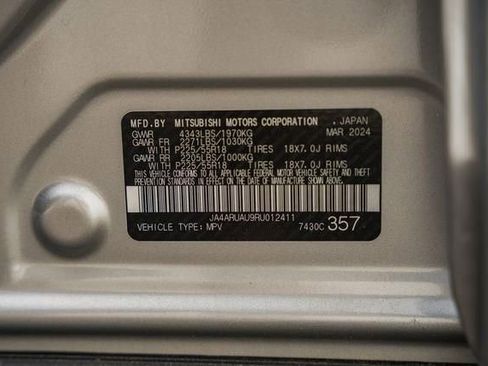 MFD.BY MITSUBISHI MOTORS CORPORATION. JAPAN
GVWR 4343LBS/1970KG MAR 2024
GAWR FR 2271LBS/1030KG
WITH P225/55R18 TIRES 18X7.0J RIMS
GAWR RR 2205LBS/1000KG
WITH P225/55R18 TIRES 18X7.0J RIMS
THIS VEHICLE CONFORMS TO ALL APPLICABLE FEDERAL MOTOR VEHICLE SAFETY AND
THEFT PREVENTION STANDARDS IN EFFECT ON THE DATE OF MANUFACTURE SHOWN ABOVE.
JA4ARUAU9RU012411
VEHICLE TYPE: MPV 7430C 357